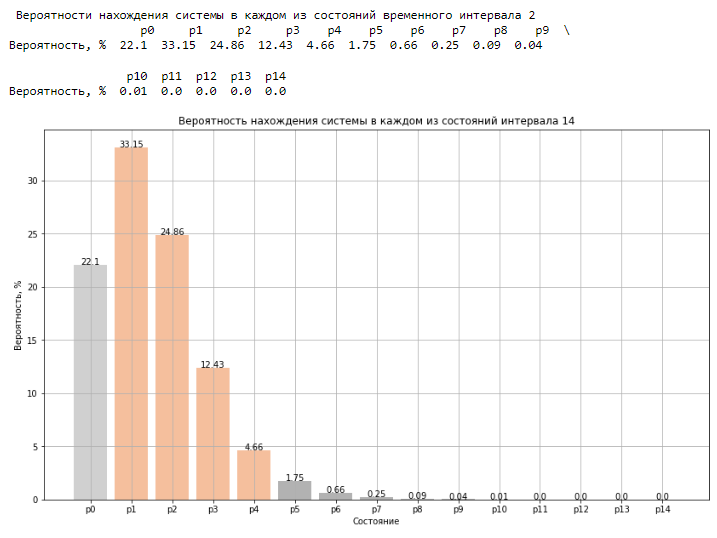 Вероятности нахождения системы в каждом из состояний временного интервала 2
p0 p1 p2 p3 p4 p5 p6 p7 p8 p9 \
Вероятность, % 22.1 33.15 24.86 12.43 4.66 1.75 0.66 0.25 0.09 0.04
p10 p11 p12 p13 p14
Вероятность, % 0.01 0.0 0.0 0.0 0.0
Вероятность нахождения системы в каждом из состояний интервала 14
33.15
30
25
24.86
22.1
20
Вероятность, %
15
12.43
10
5
4.66
1.75
0.66
0.25
0.09
0.04
0.01
0.0
0.0
0.0
0.0
0
p0 p1 p2 p3 p4 p5 p6 p7 p8 p9 p10 p11 p12 p13 p14
Состояние